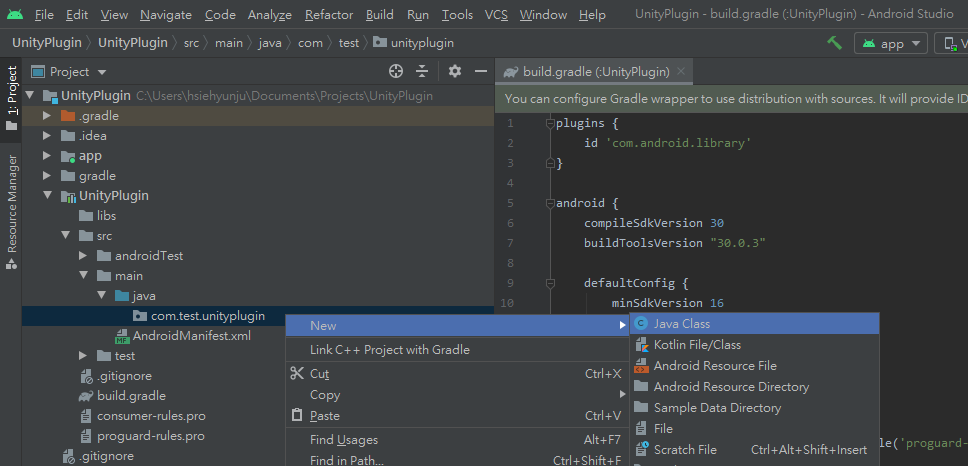 File Edit View Navigate Code Analyze Refactor Build Run Tools VCS Window Help UnityPlugin - build.gradle (:UnityPlugin) - Android Studio
UnityPlugin UnityPlugin src main java com test unityplugin app
1: Project
Resource Manager
Project
UnityPlugin C:\Users\hsiehyunju\Documents\Projects\UnityPlugin
.gradle
.idea
app
gradle
UnityPlugin
libs
src
androidTest
main
java
com.test.unityplugin
AndroidManifest.xml
test
.gitignore
build.gradle
consumer-rules.pro
proguard-rules.pro
.gitignore
build.gradle (:UnityPlugin)
You can configure Gradle wrapper to use distribution with sources. It will provide ID
1 plugins {
2 id 'com.android.library'
3 }
4
5 android {
6 compileSdkVersion 30
7 buildToolsVersion "30.0.3"
8
9 defaultConfig {
10 minSdkVersion 16
le('proguard-
New
Link C++ Project with Gradle
Cut Ctrl+X
Copy
Paste Ctrl+V
Find Usages Alt+F7
Find in Path... Ctrl+Shift+F
Java Class
Kotlin File/Class
Android Resource File
Android Resource Directory
Sample Data Directory
File
Scratch File Ctrl+Alt+Shift+Insert